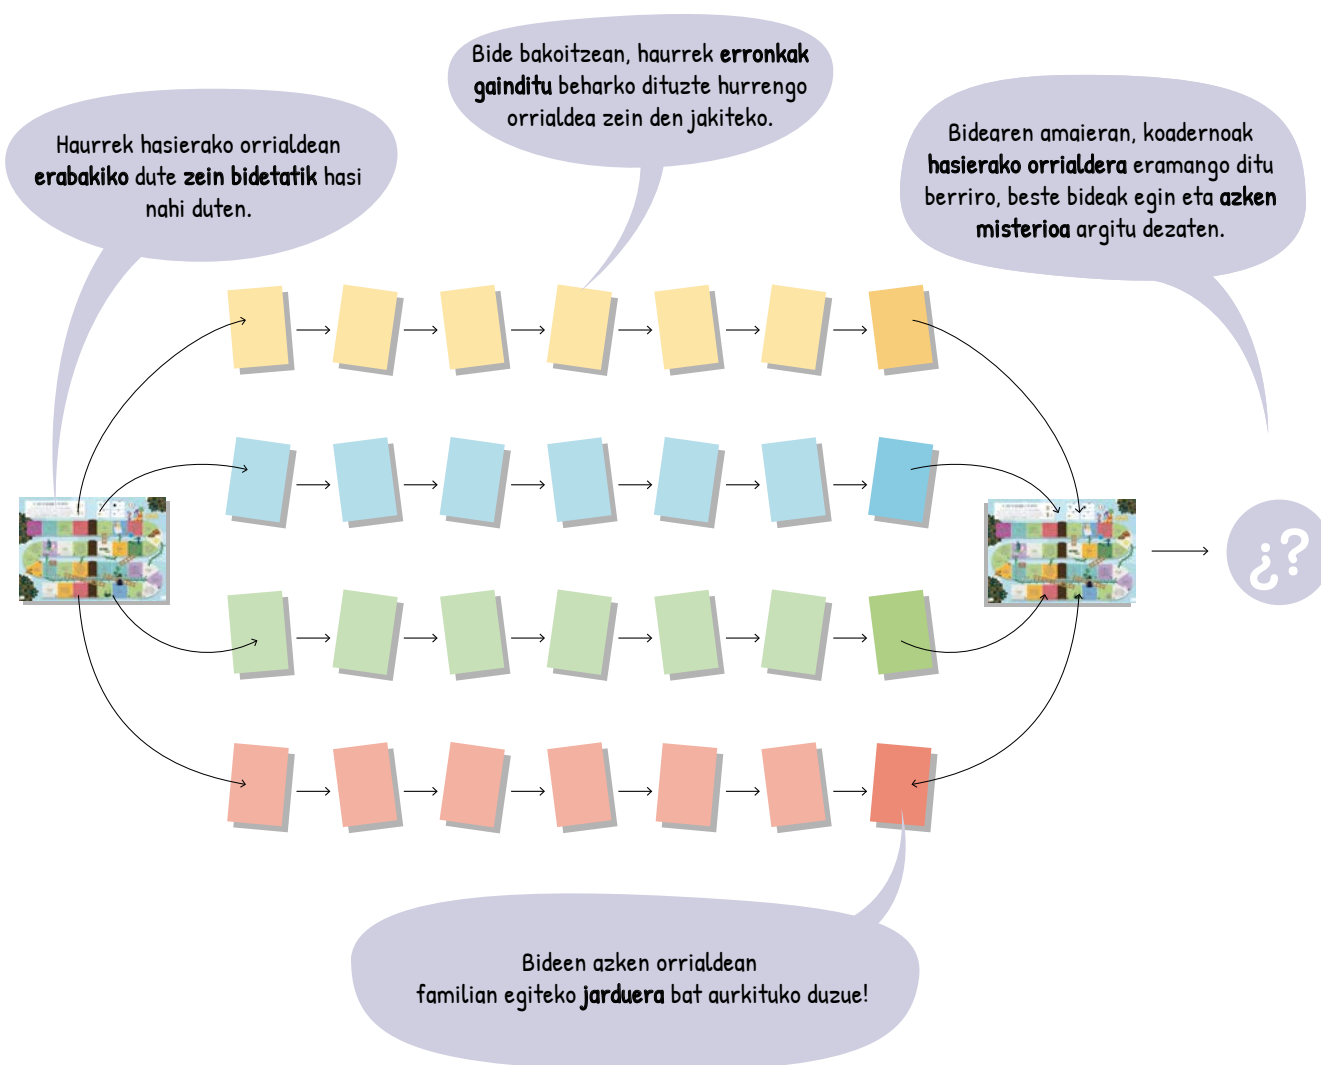 Bide bakoitzean, haurrek erronkak
gainditu beharko dituzte hurrengo
orrialdea zein den jakiteko.
Haurrek hasierako orrialdean
erabakiko dute zein bidetatik hasi
nahi duten.
Bidearen amaieran, koadernoak
hasierako orrialdera eramango ditu
berriro, beste bideak egin eta azken
misterioa argitu dezaten.
¿?
Bideen azken orrialdean
familian egiteko jarduera bat aurkituko duzue!